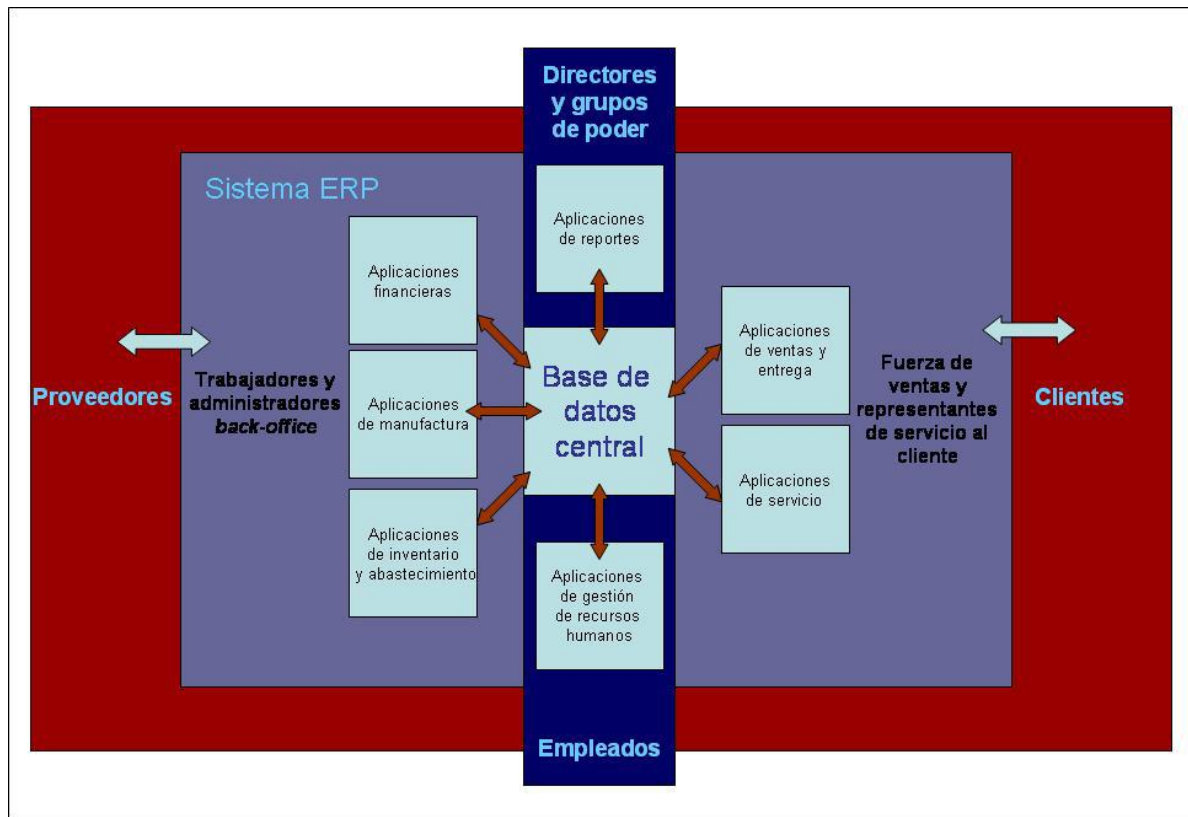 Directores
y grupos
de poder
Sistema ERP
Aplicaciones
de reportes
Aplicaciones
financieras
Aplicaciones
de manufactura
Aplicaciones
de inventario
y abastecimiento
Trabajadores y
administradores
back-office
Proveedores
Base de
datos
central
Aplicaciones
de ventas y
entrega
Aplicaciones
de servicio
Fuerza de
ventas y
representantes
de servicio al
cliente
Clientes
Aplicaciones
de gestión
de recursos
humanos
Empleados